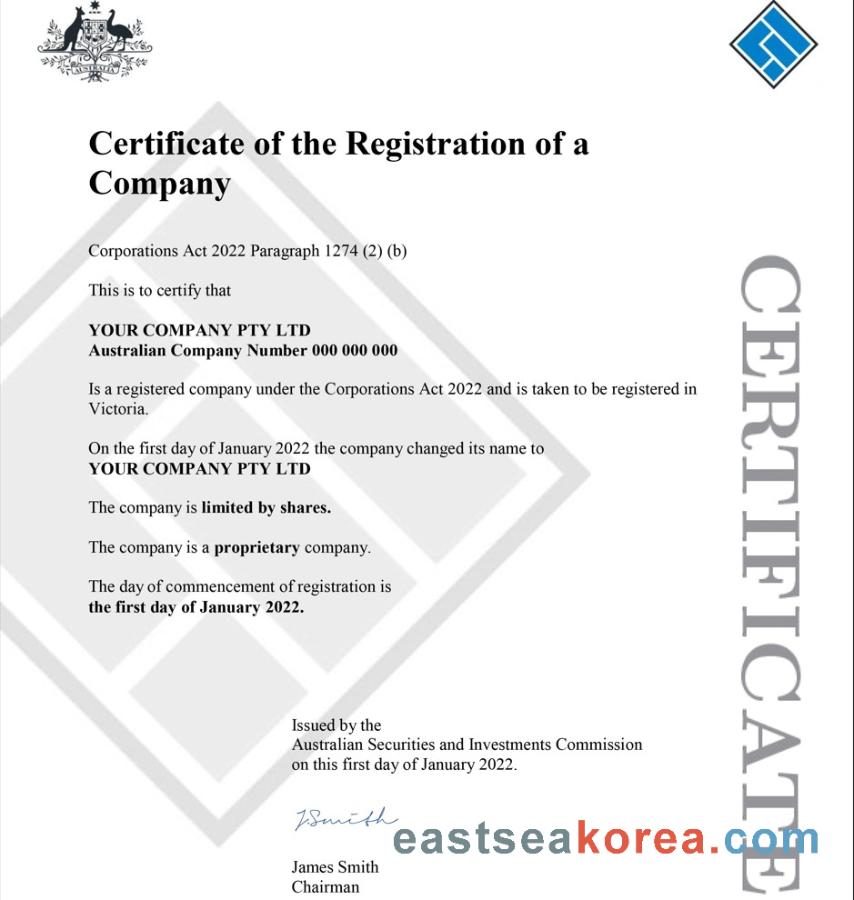 AUSTRALIA
Certificate of the Registration of a
Company
Corporations Act 2022 Paragraph 1274 (2) (b)
This is to certify that
YOUR COMPANY PTY LTD
Australian Company Number 000 000 000
Is a registered company under the Corporations Act 2022 and is taken to be registered in
Victoria.
On the first day of January 2022 the company changed its name to
YOUR COMPANY PTY LTD
The company is limited by shares.
The company is a proprietary company.
The day of commencement of registration is
the first day of January 2022.
Issued by the
Australian Securities and Investments Commission
on this first day of January 2022.
J.Smith
eastseakorea.com
James Smith
Chairman
CERTIFICATE